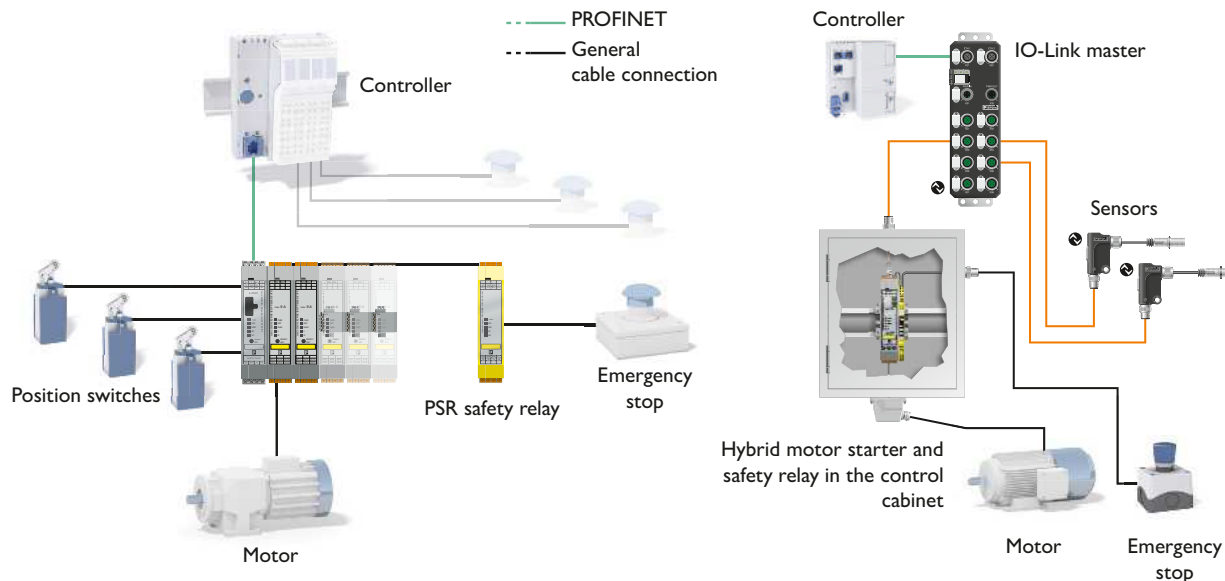 PROFINET
General
cable connection
Controller
Position switches
PSR safety relay
Emergency
stop
Motor
Controller
IO-Link master
Sensors
Hybrid motor starter and
safety relay in the control
cabinet
Motor
Emergency
stop